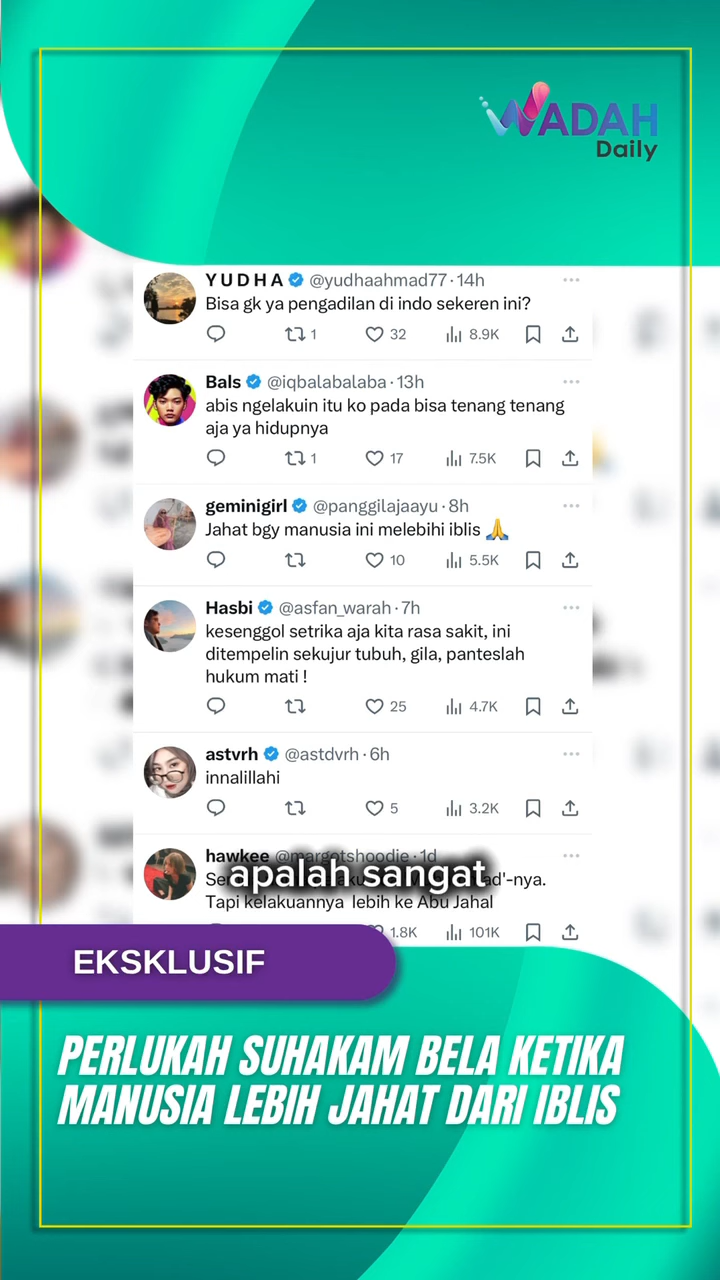 WADAH
Daily
Y U D H A @yudhaahmad77 · 14h
Bisa gk ya pengadilan di indo sekeren ini?
1 32 8.9K
Bals @iqbalabalaba · 13h
abis ngelakuin itu ko pada bisa tenang tenang
aja ya hidupnya
1 17 7.5K
geminigirl @panggilajaayu · 8h
Jahat bgy manusia ini melebihi iblis 🙏
10 5.5K
Hasbi @asfan_warah · 7h
kesenggol setrika aja kita rasa sakit, ini
ditempelin sekujur tubuh, gila, panteslah
hukum mati !
25 4.7K
astvrh @astdvrh · 6h
innalillahi
5 3.2K
hawkee @margotshoodie · 1d
apalah sangat
ad'-nya.
Tapi kelakuannya lebih ke Abu Jahal
1.8K 101K
EKSKLUSIF
PERLUKAH SUHAKAM BELA KETIKA
MANUSIA LEBIH JAHAT DARI IBLIS